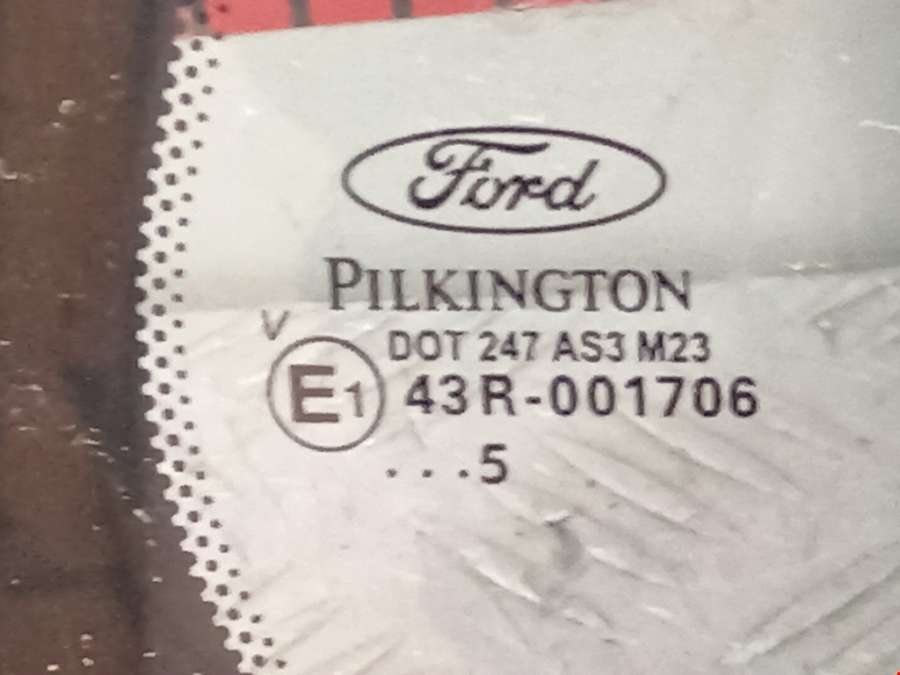 Ford
PILKINGTON
V
DOT 247 AS3 M23
E1
43R-001706
...5